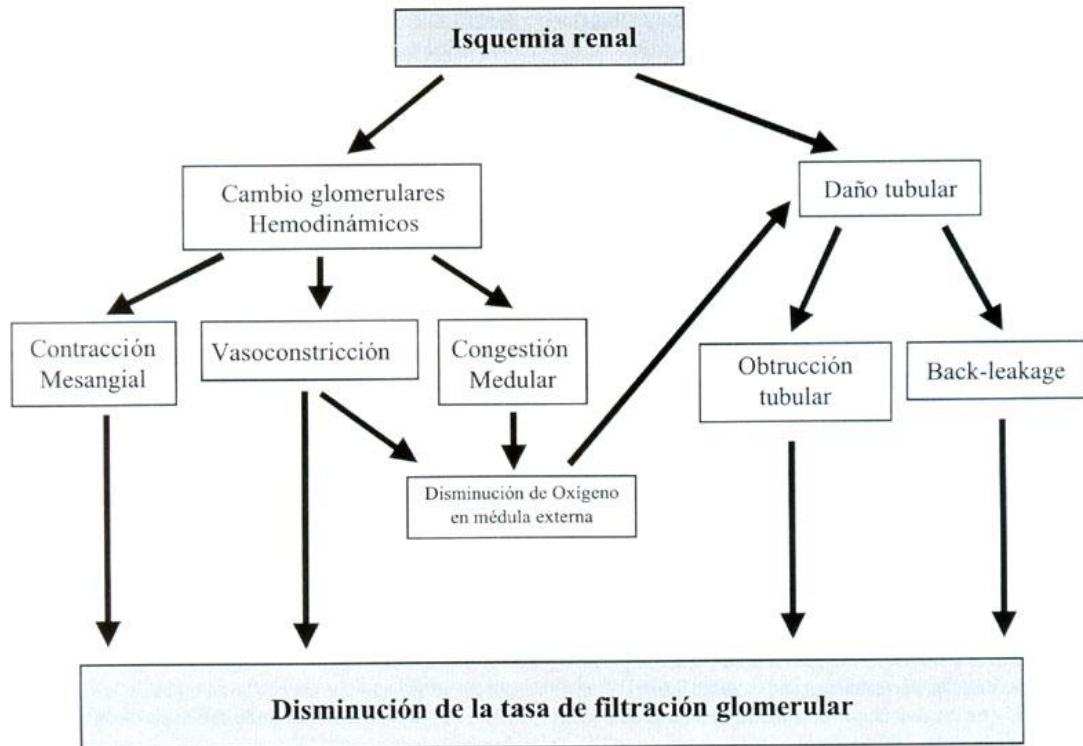 Isquemia renal
Cambio glomerulares
Hemodinámicos
Daño tubular
Contracción
Mesangial
Vasoconstricción
Congestión
Medular
Obtrucción
tubular
Back-leakage
Disminución de Oxígeno
en médula externa
Disminución de la tasa de filtración glomerular